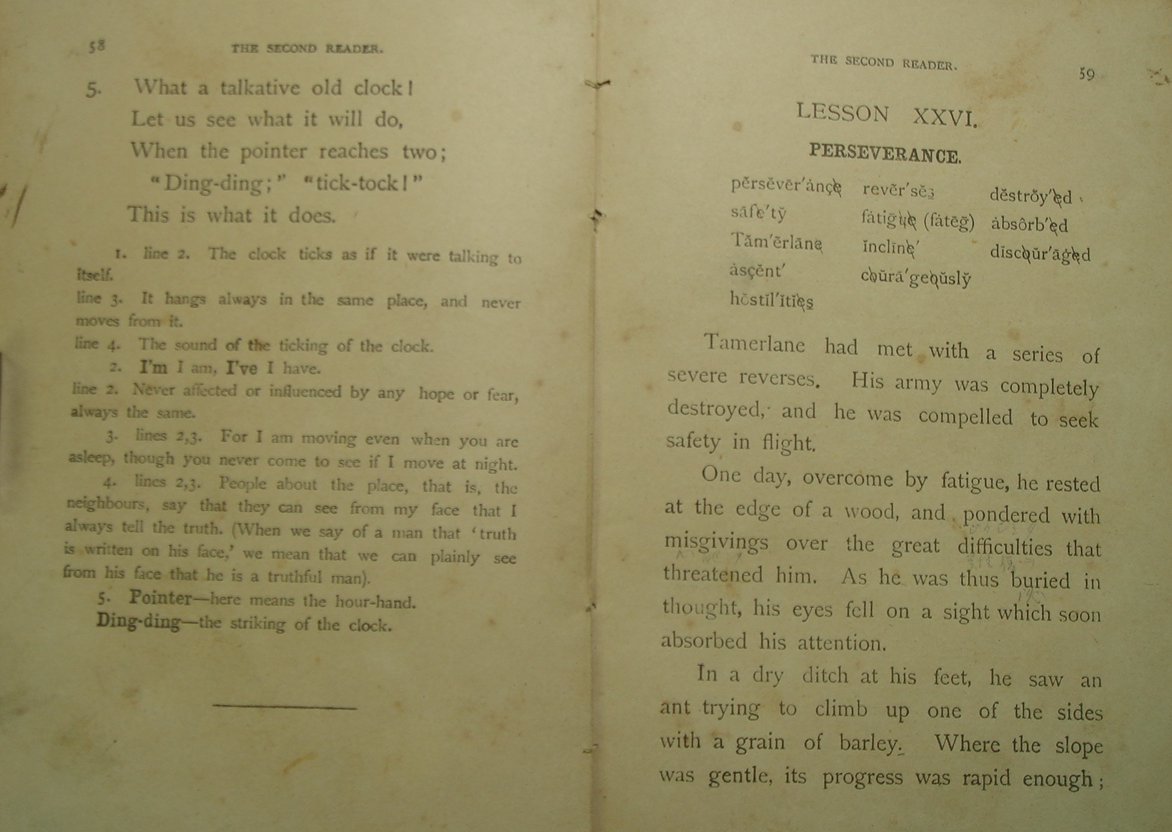 58
THE SECOND READER.
5. What a talkative old clock!
Let us see what it will do,
When the pointer reaches two;
“Ding-ding;” “tick-tock!”
This is what it does.
1. line 2. The clock ticks as if it were talking to
itself.
line 3. It hangs always in the same place, and never
moves from it.
line 4. The sound of the ticking of the clock.
2. I'm I am, I've I have.
line 2. Never affected or influenced by any hope or fear,
always the same.
3. lines 2,3. For I am moving even when you are
asleep, though you never come to see if I move at night.
4. lines 2,3. People about the place, that is, the
neighbours, say that they can see from my face that I
always tell the truth. (When we say of a man that ‘truth
is written on his face,’ we mean that we can plainly see
from his face that he is a truthful man).
5. Pointer—here means the hour-hand.
Ding-ding—the striking of the clock.
THE SECOND READER.
59
LESSON XXVI.
PERSEVERANCE.
pĕrsĕvēr′ȧnçe revēr′sĕs dĕstrŏy′ed
sāfe′tў fȧtïgue (fȧtēg) ȧbsôrb′ed
Tăm′ĕrlāne ĭnclīne′ dĭscoŭr′āged
ȧsçĕnt′ coŭrā′geoŭslў
hŏstĭl′ĭtĭes
Tamerlane had met with a series of
severe reverses. His army was completely
destroyed, and he was compelled to seek
safety in flight.
One day, overcome by fatigue, he rested
at the edge of a wood, and pondered with
misgivings over the great difficulties that
threatened him. As he was thus buried in
thought, his eyes fell on a sight which soon
absorbed his attention.
In a dry ditch at his feet, he saw an
ant trying to climb up one of the sides
with a grain of barley. Where the slope
was gentle, its progress was rapid enough;